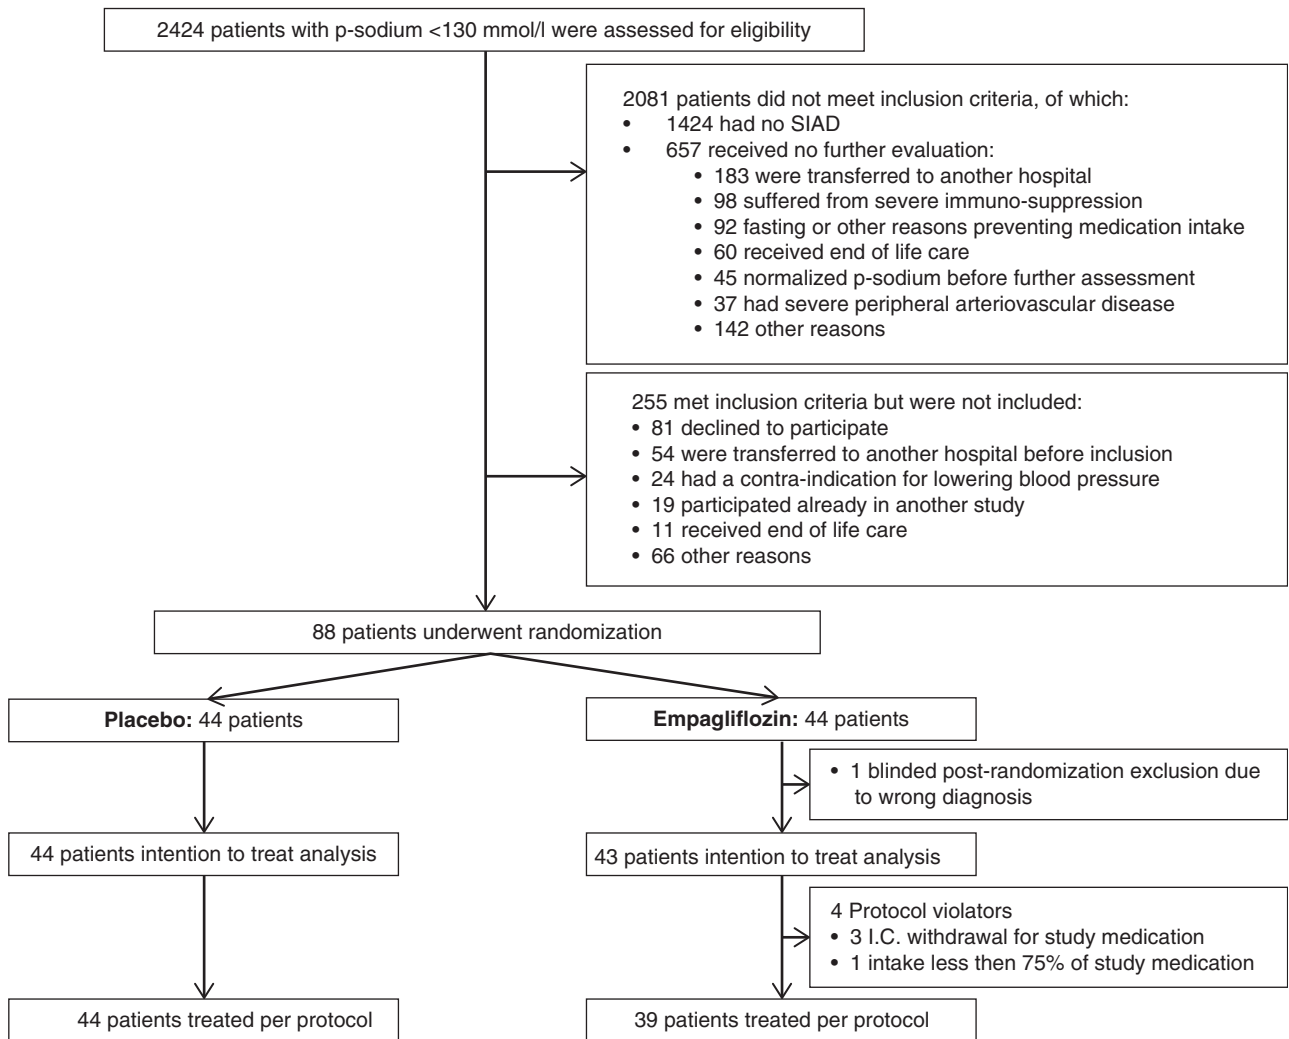 2424 patients with p-sodium <130 mmol/l were assessed for eligibility
2081 patients did not meet inclusion criteria, of which:
• 1424 had no SIAD
• 657 received no further evaluation:
• 183 were transferred to another hospital
• 98 suffered from severe immuno-suppression
• 92 fasting or other reasons preventing medication intake
• 60 received end of life care
• 45 normalized p-sodium before further assessment
• 37 had severe peripheral arteriovascular disease
• 142 other reasons
255 met inclusion criteria but were not included:
• 81 declined to participate
• 54 were transferred to another hospital before inclusion
• 24 had a contra-indication for lowering blood pressure
• 19 participated already in another study
• 11 received end of life care
• 66 other reasons
88 patients underwent randomization
Placebo: 44 patients
Empagliflozin: 44 patients
• 1 blinded post-randomization exclusion due
to wrong diagnosis
44 patients intention to treat analysis
43 patients intention to treat analysis
4 Protocol violators
• 3 I.C. withdrawal for study medication
• 1 intake less then 75% of study medication
44 patients treated per protocol
39 patients treated per protocol